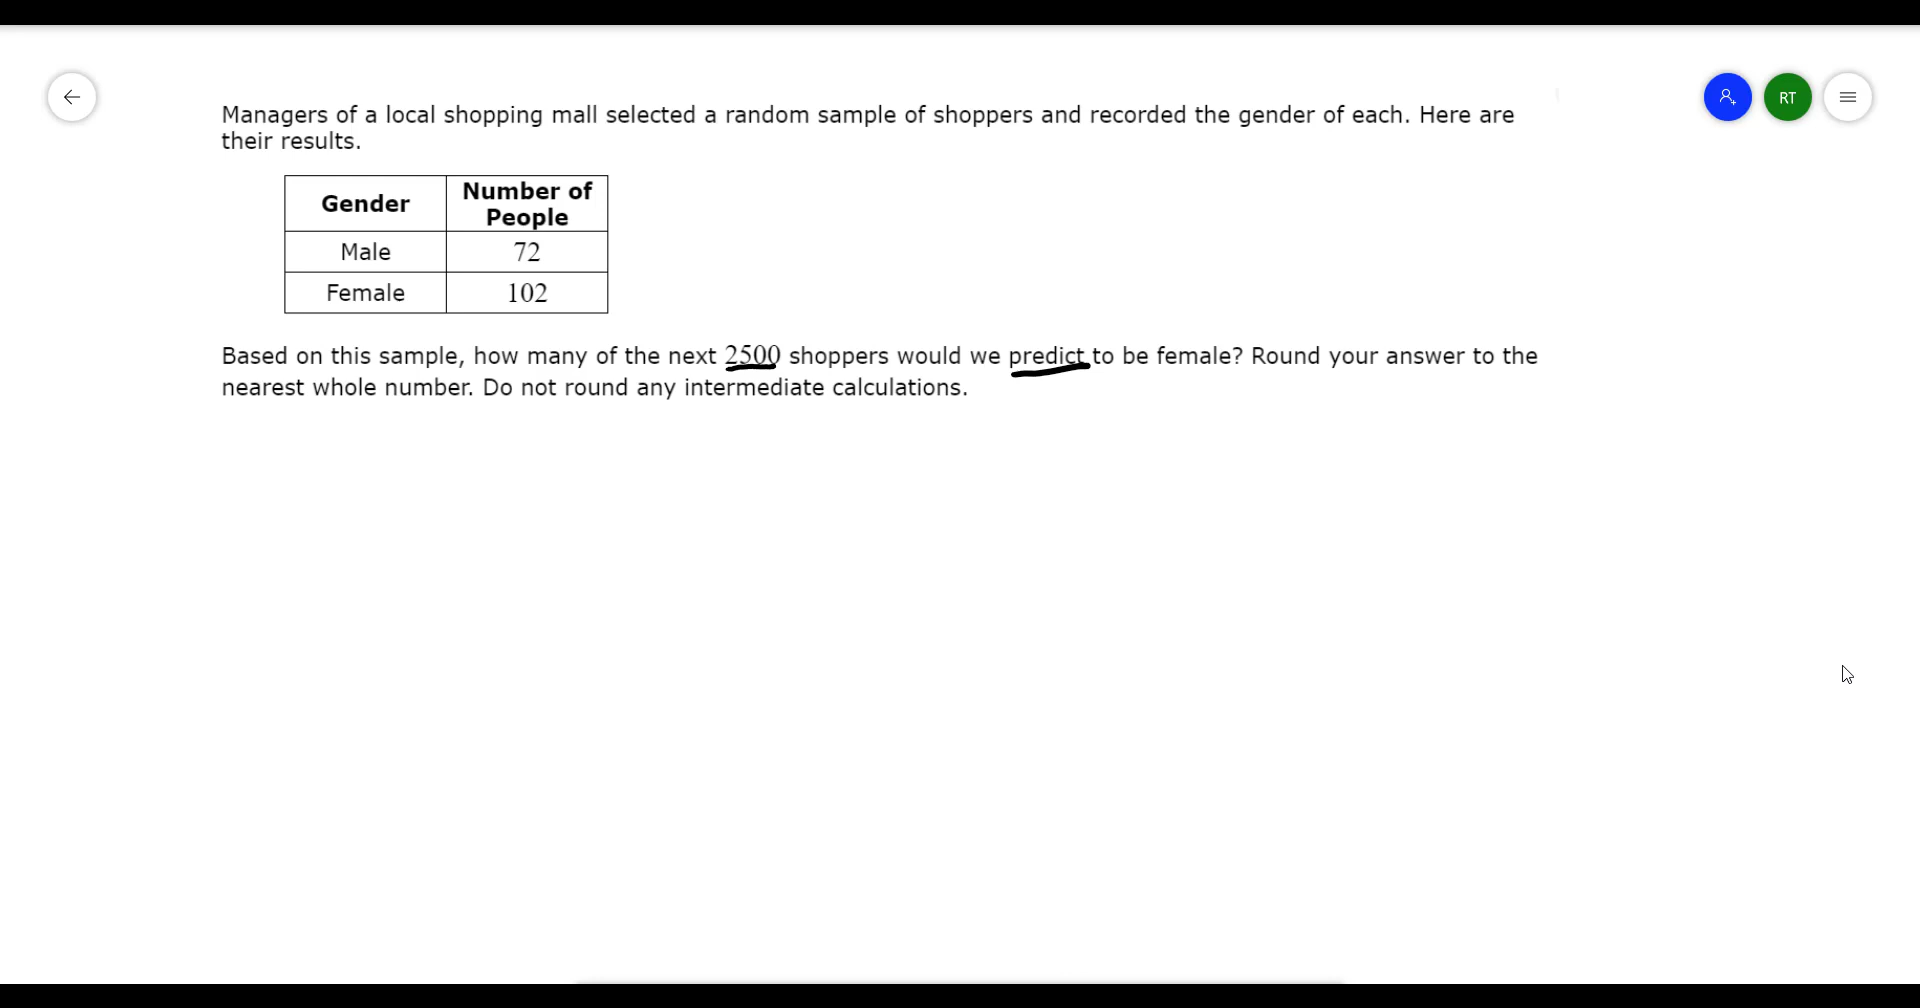 RT
Managers of a local shopping mall selected a random sample of shoppers and recorded the gender of each. Here are
their results.
Gender
Number of
People
Male 72
Female 102
Based on this sample, how many of the next 2500 shoppers would we predict to be female? Round your answer to the
nearest whole number. Do not round any intermediate calculations.